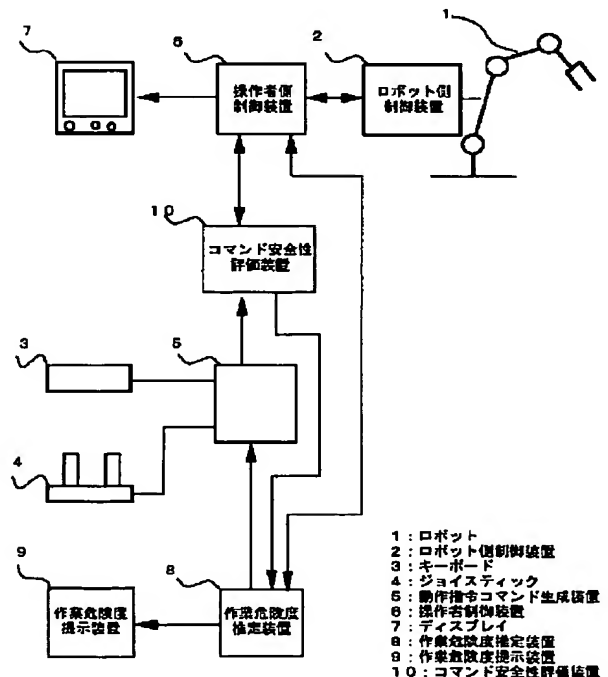 7
6
2
1
操作者側
制御装置
ロボット側
制御装置
10
コマンド安全性
評価装置
3
5
4
9
8
作業危険度
提示装置
作業危険度
推定装置
1:ロボット
2:ロボット側制御装置
3:キーボード
4:ジョイスティック
5:動作指令コマンド生成装置
6:操作者制御装置
7:ディスプレイ
8:作業危険度推定装置
9:作業危険度提示装置
10:コマンド安全性評価装置